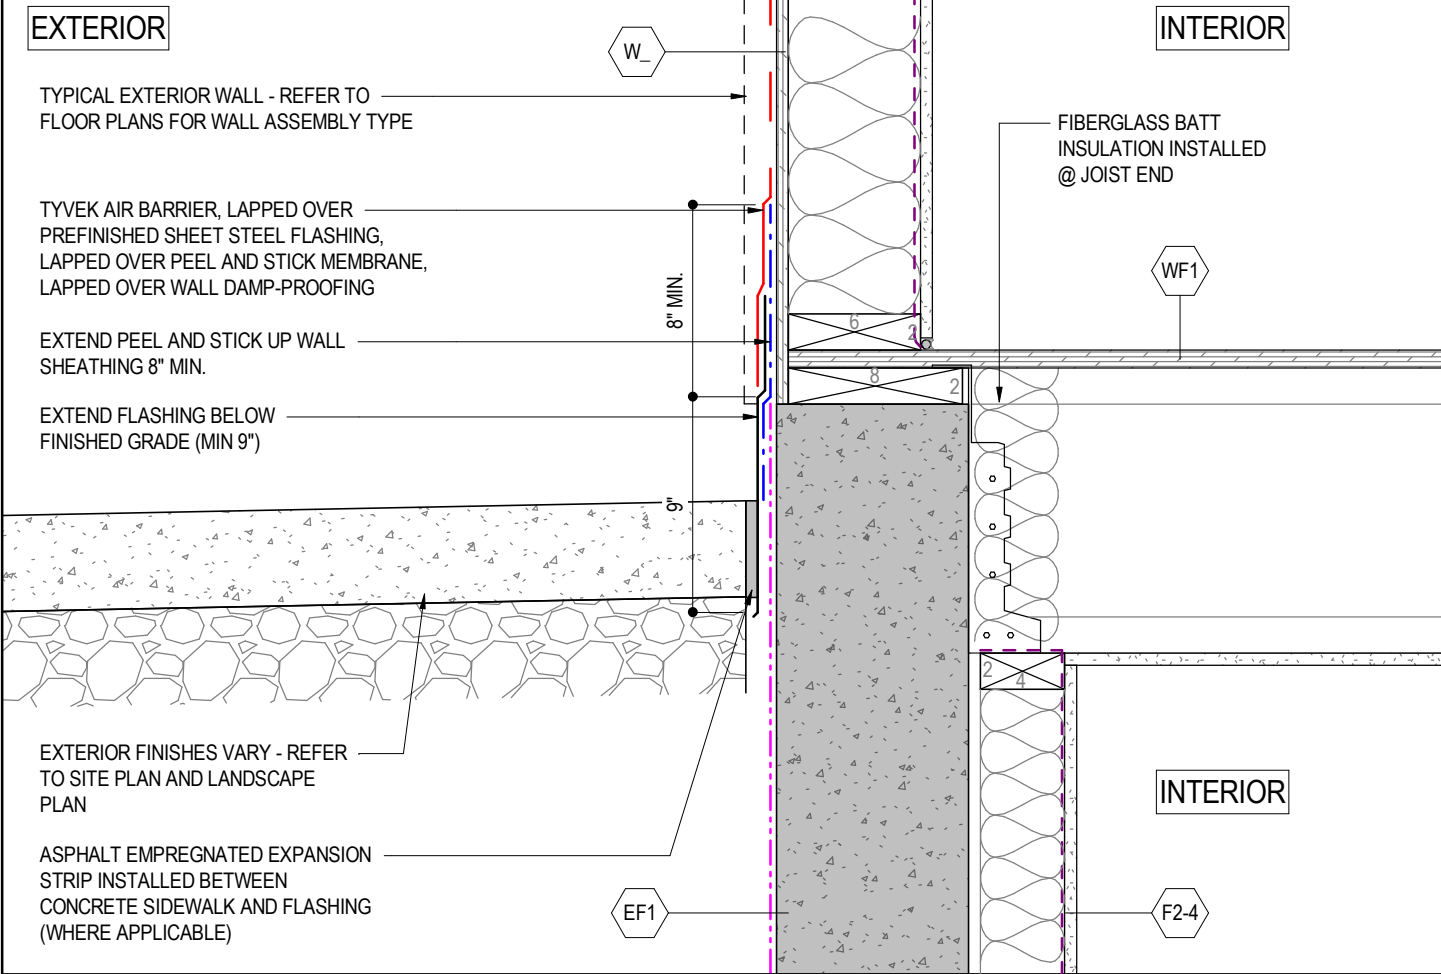 EXTERIOR
INTERIOR
W_
TYPICAL EXTERIOR WALL - REFER TO
FLOOR PLANS FOR WALL ASSEMBLY TYPE
FIBERGLASS BATT
INSULATION INSTALLED
@ JOIST END
TYVEK AIR BARRIER, LAPPED OVER
PREFINISHED SHEET STEEL FLASHING,
LAPPED OVER PEEL AND STICK MEMBRANE,
LAPPED OVER WALL DAMP-PROOFING
WF1
8" MIN.
EXTEND PEEL AND STICK UP WALL
SHEATHING 8" MIN.
6
2
8
2
EXTEND FLASHING BELOW
FINISHED GRADE (MIN 9")
9"
2
4
EXTERIOR FINISHES VARY - REFER
TO SITE PLAN AND LANDSCAPE
PLAN
INTERIOR
ASPHALT EMPREGNATED EXPANSION
STRIP INSTALLED BETWEEN
CONCRETE SIDEWALK AND FLASHING
(WHERE APPLICABLE)
EF1
F2-4